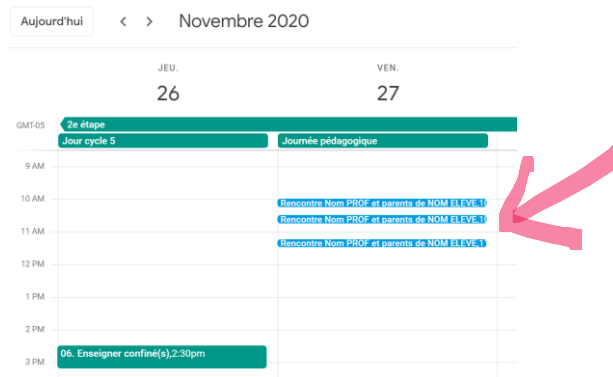 Aujourd'hui < > Novembre 2020
JEU. VEN.
26 27
GMT-05 2e étape
Jour cycle 5 Journée pédagogique
9 AM
10 AM
Rencontre Nom PROF et parents de NOM ELEVE,1
Rencontre Nom PROF et parents de NOM ELEVE,1
11 AM
Rencontre Nom PROF et parents de NOM ELEVE,1
12 PM
1 PM
2 PM
06. Enseigner confiné(s),2:30pm
3 PM